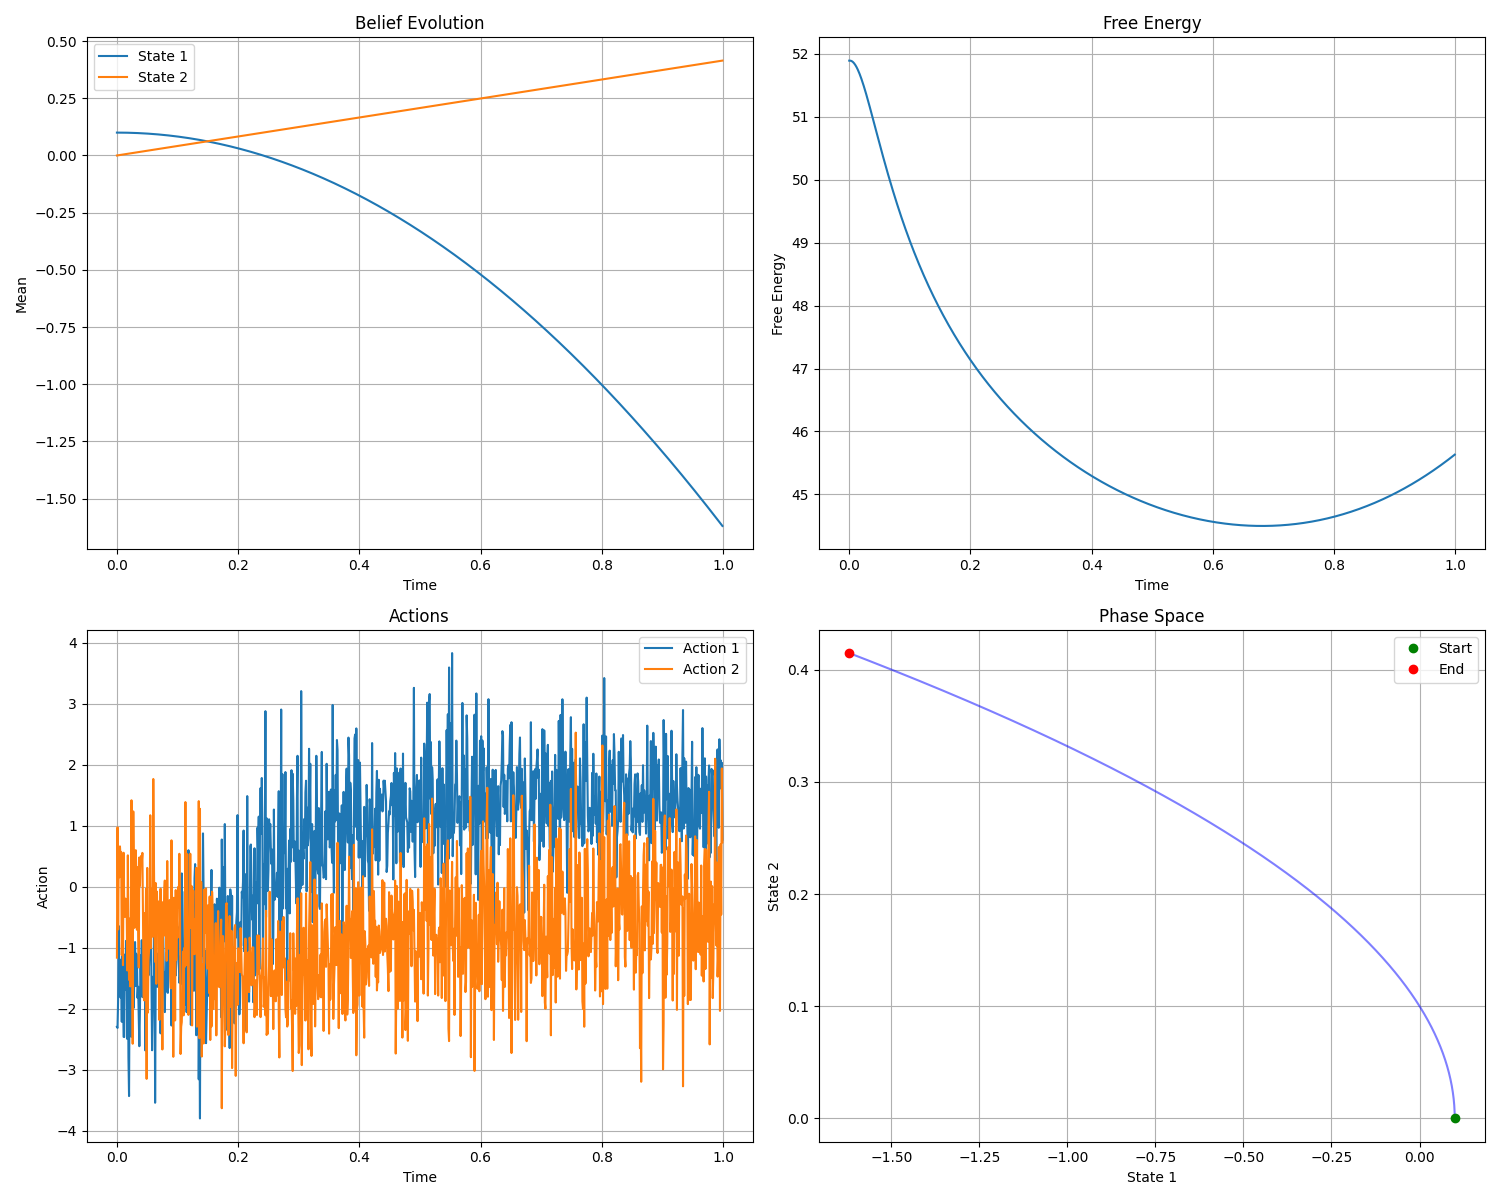 Belief Evolution
State 1
State 2
0.50
0.25
0.00
−0.25
−0.50
−0.75
−1.00
−1.25
−1.50
Mean
0.0 0.2 0.4 0.6 0.8 1.0
Time
Free Energy
52
51
50
49
48
47
46
45
Free Energy
0.0 0.2 0.4 0.6 0.8 1.0
Time
Actions
Action 1
Action 2
4
3
2
1
0
−1
−2
−3
−4
Action
0.0 0.2 0.4 0.6 0.8 1.0
Time
Phase Space
Start
End
0.4
0.3
0.2
0.1
0.0
State 2
−1.50 −1.25 −1.00 −0.75 −0.50 −0.25 0.00
State 1